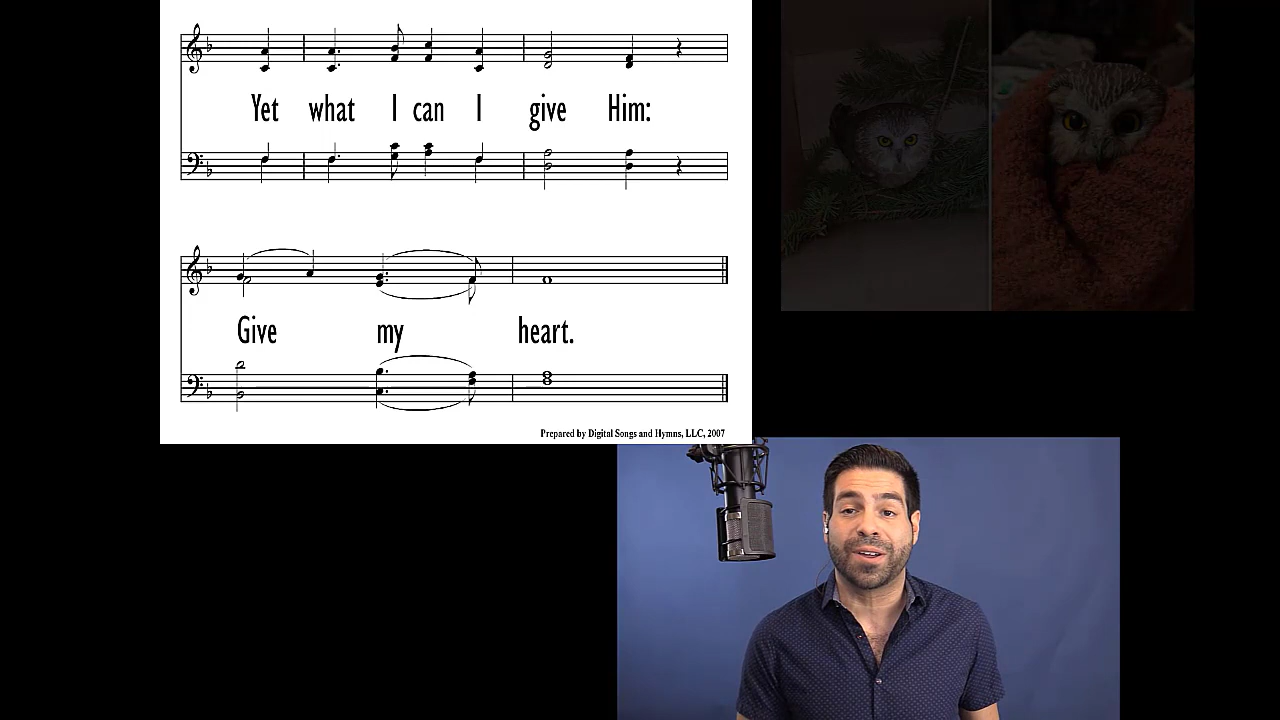 Yet what I can I give Him:
Give my heart.
Prepared by Digital Songs and Hymns, LLC, 2007